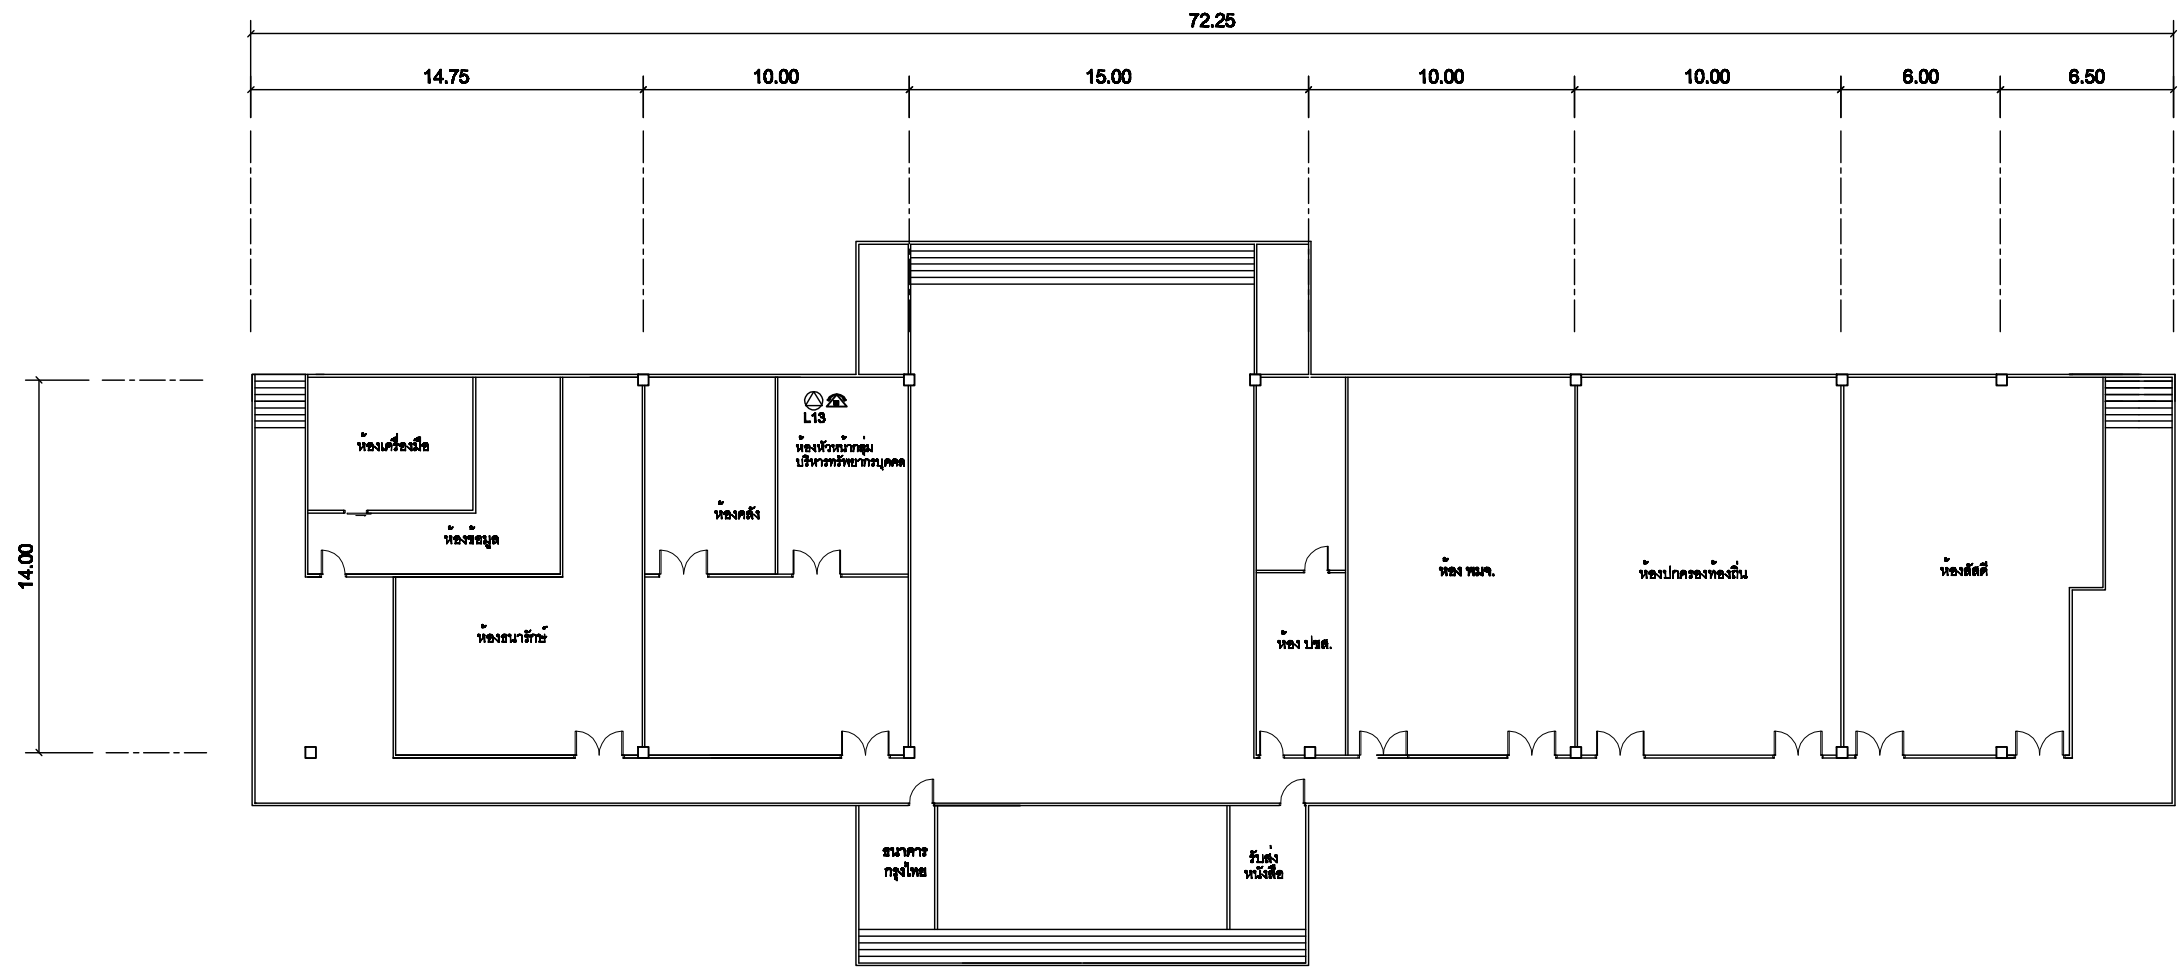 72.25
14.75
10.00
15.00
10.00
10.00
6.00
6.50
14.00
L13
ห้องเครื่องมือ
ห้องหัวหน้ากลุ่ม
บริหารทรัพยากรบุคคล
ห้องคลัง
ห้องข้อมูล
ห้อง พมจ.
ห้องปกครองท้องถิ่น
ห้องสัสดี
ห้องธนารักษ์
ห้อง ปชส.
ธนาคาร
กรุงไทย
รับส่ง
หนังสือ